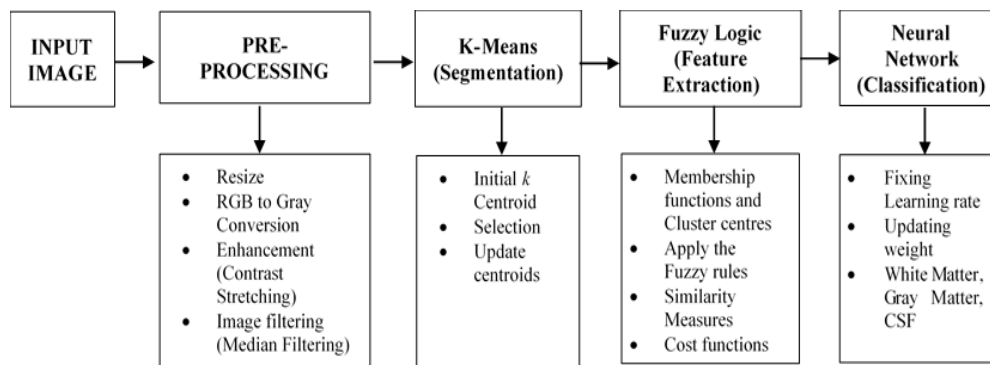 INPUT
IMAGE
PRE-
PROCESSING
K-Means
(Segmentation)
Fuzzy Logic
(Feature
Extraction)
Neural
Network
(Classification)
• Resize
• RGB to Gray
Conversion
• Enhancement
(Contrast
Stretching)
• Image filtering
(Median Filtering)
• Initial k
Centroid
• Selection
• Update
centroids
• Membership
functions and
Cluster centres
• Apply the
Fuzzy rules
• Similarity
Measures
• Cost functions
• Fixing
Learning rate
• Updating
weight
• White Matter,
Gray Matter,
CSF